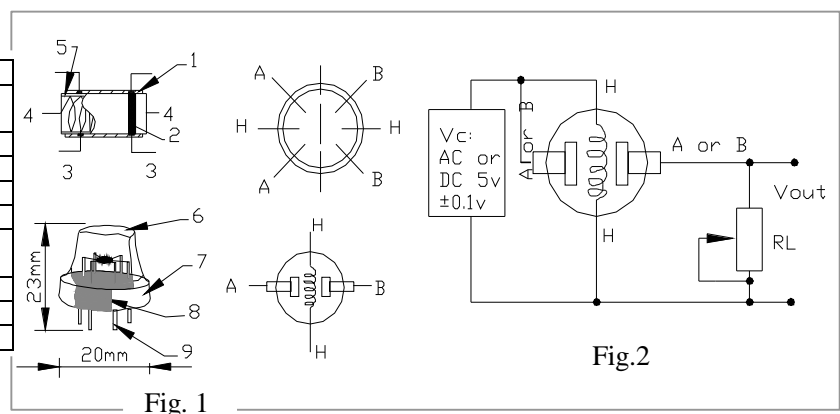 5
1
4
4
2
3
3
A
B
H
H
A
B
6
7
8
9
23mm
20mm
H
A
B
H
Fig. 1
H
Vc:
AC or
DC 5v
±0.1v
A or B
A or B
Vout
RL
H
Fig.2